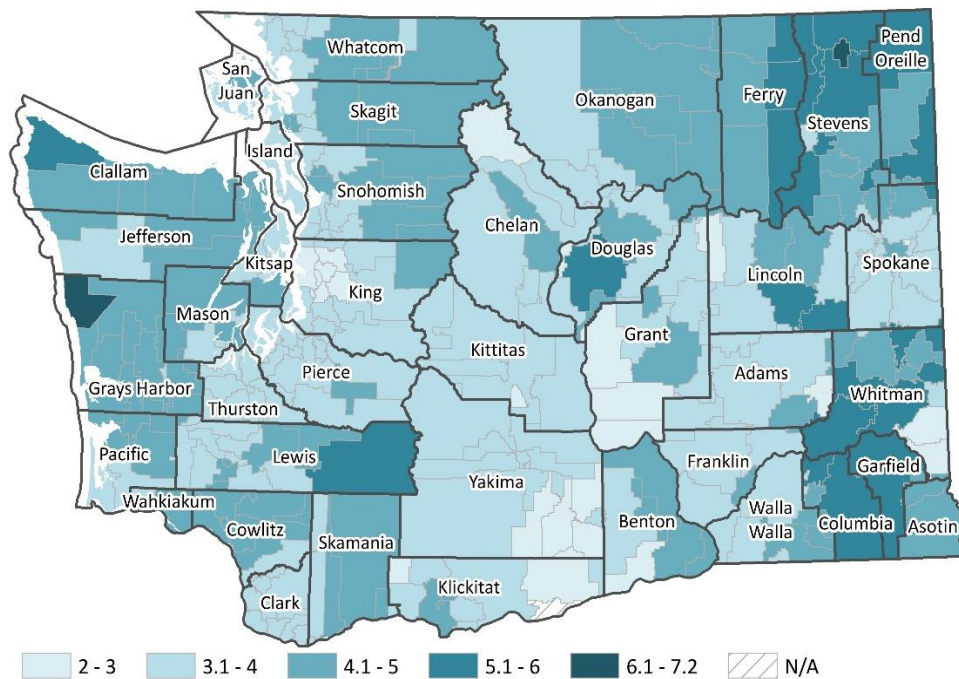 Whatcom
Pend
Oreille
San
Juan
Okanogan
Ferry
Skagit
Stevens
Island
Clallam
Snohomish
Chelan
Jefferson
Douglas
Kitsap
King
Lincoln
Spokane
Mason
Grant
Kittitas
Pierce
Adams
Grays Harbor
Thurston
Whitman
Pacific
Lewis
Franklin
Garfield
Yakima
Wahkiakum
Walla
Walla
Benton
Columbia
Asotin
Cowlitz
Skamania
Klickitat
Clark
2 - 3
3.1 - 4
4.1 - 5
5.1 - 6
6.1 - 7.2
N/A